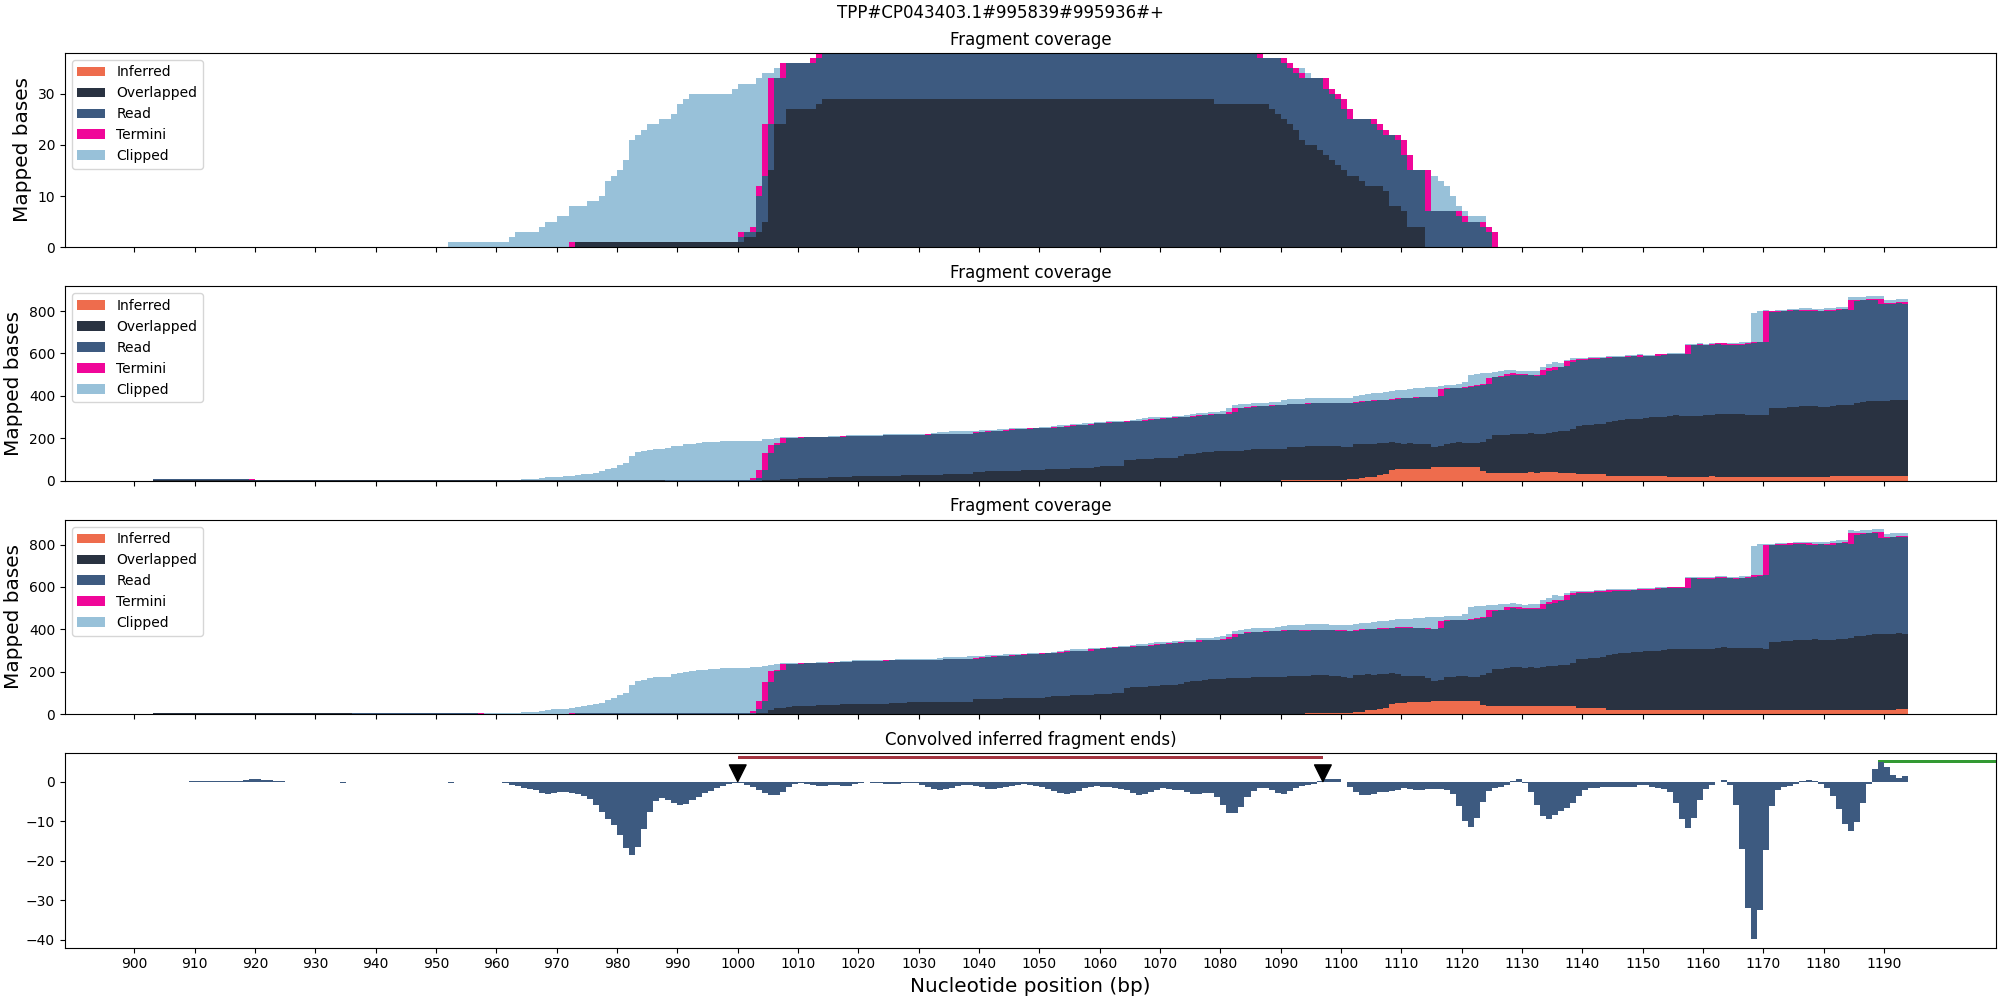 TPP#CP043403.1#995839#995936#+
Fragment coverage
Mapped bases
30
20
10
0
Inferred
Overlapped
Read
Termini
Clipped
Fragment coverage
Mapped bases
800
600
400
200
0
Inferred
Overlapped
Read
Termini
Clipped
Fragment coverage
Mapped bases
800
600
400
200
0
Inferred
Overlapped
Read
Termini
Clipped
Convolved inferred fragment ends)
0
−10
−20
−30
−40
900 910 920 930 940 950 960 970 980 990 1000 1010 1020 1030 1040 1050 1060 1070 1080 1090 1100 1110 1120 1130 1140 1150 1160 1170 1180 1190
Nucleotide position (bp)